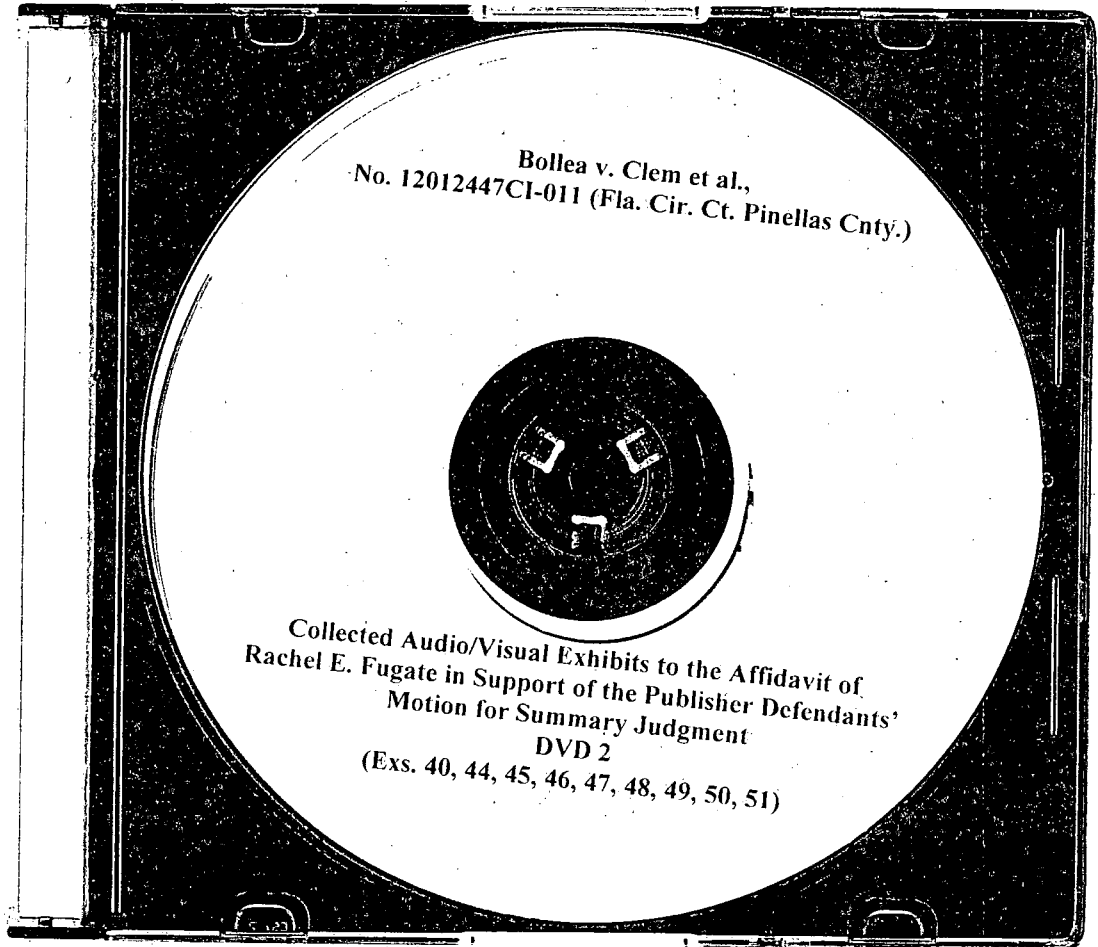 Bollea v. Clem et al.,
No. 12012447CI-011 (Fla. Cir. Ct. Pinellas Cnty.)
Collected Audio/Visual Exhibits to the Affidavit of
Rachel E. Fugate in Support of the Publisher Defendants'
Motion for Summary Judgment
DVD 2
(Exs. 40, 44, 45, 46, 47, 48, 49, 50, 51)